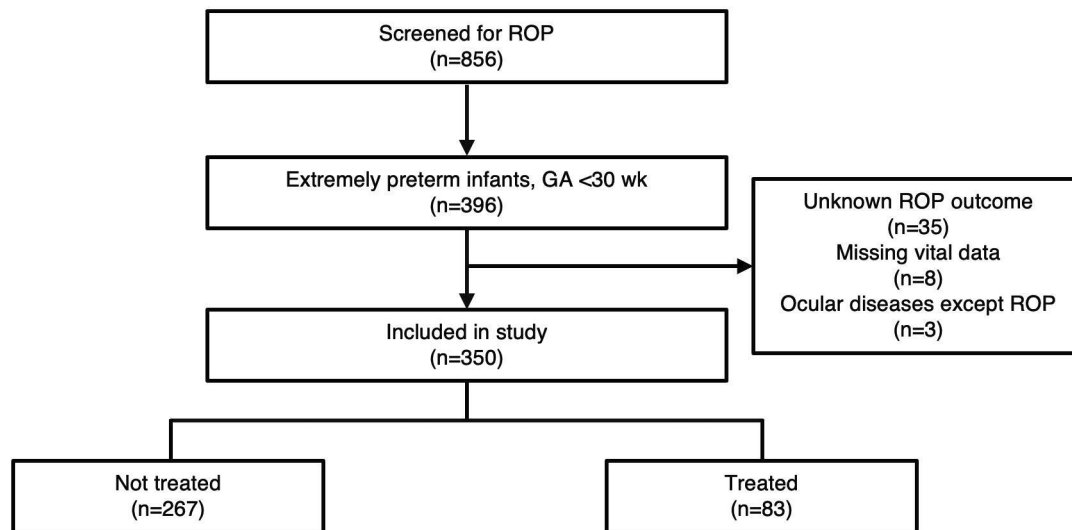 Screened for ROP
(n=856)
Extremely preterm infants, GA <30 wk
(n=396)
Unknown ROP outcome
(n=35)
Missing vital data
(n=8)
Ocular diseases except ROP
(n=3)
Included in study
(n=350)
Not treated
(n=267)
Treated
(n=83)